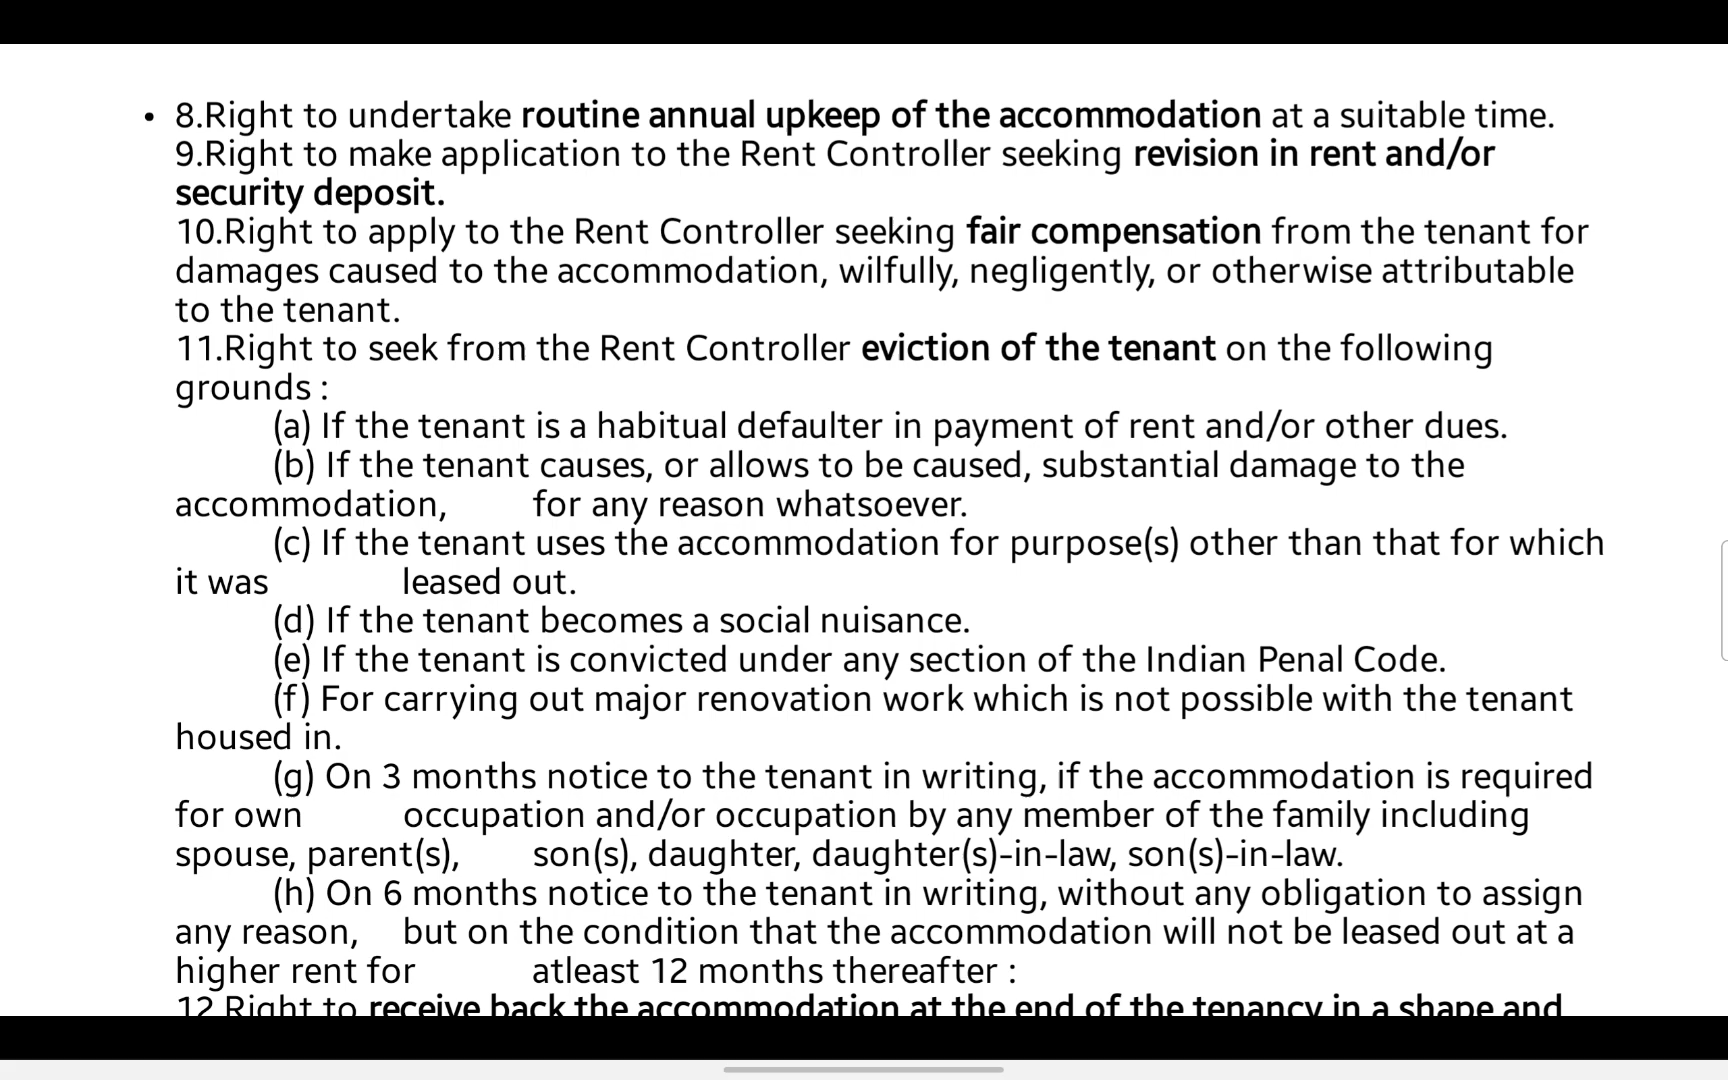 • 8.Right to undertake routine annual upkeep of the accommodation at a suitable time.
9.Right to make application to the Rent Controller seeking revision in rent and/or
security deposit.
10.Right to apply to the Rent Controller seeking fair compensation from the tenant for
damages caused to the accommodation, wilfully, negligently, or otherwise attributable
to the tenant.
11.Right to seek from the Rent Controller eviction of the tenant on the following
grounds :
(a) If the tenant is a habitual defaulter in payment of rent and/or other dues.
(b) If the tenant causes, or allows to be caused, substantial damage to the
accommodation, for any reason whatsoever.
(c) If the tenant uses the accommodation for purpose(s) other than that for which
it was leased out.
(d) If the tenant becomes a social nuisance.
(e) If the tenant is convicted under any section of the Indian Penal Code.
(f) For carrying out major renovation work which is not possible with the tenant
housed in.
(g) On 3 months notice to the tenant in writing, if the accommodation is required
for own occupation and/or occupation by any member of the family including
spouse, parent(s), son(s), daughter, daughter(s)-in-law, son(s)-in-law.
(h) On 6 months notice to the tenant in writing, without any obligation to assign
any reason, but on the condition that the accommodation will not be leased out at a
higher rent for atleast 12 months thereafter :
12.Right to receive back the accommodation at the end of the tenancy in a shape and